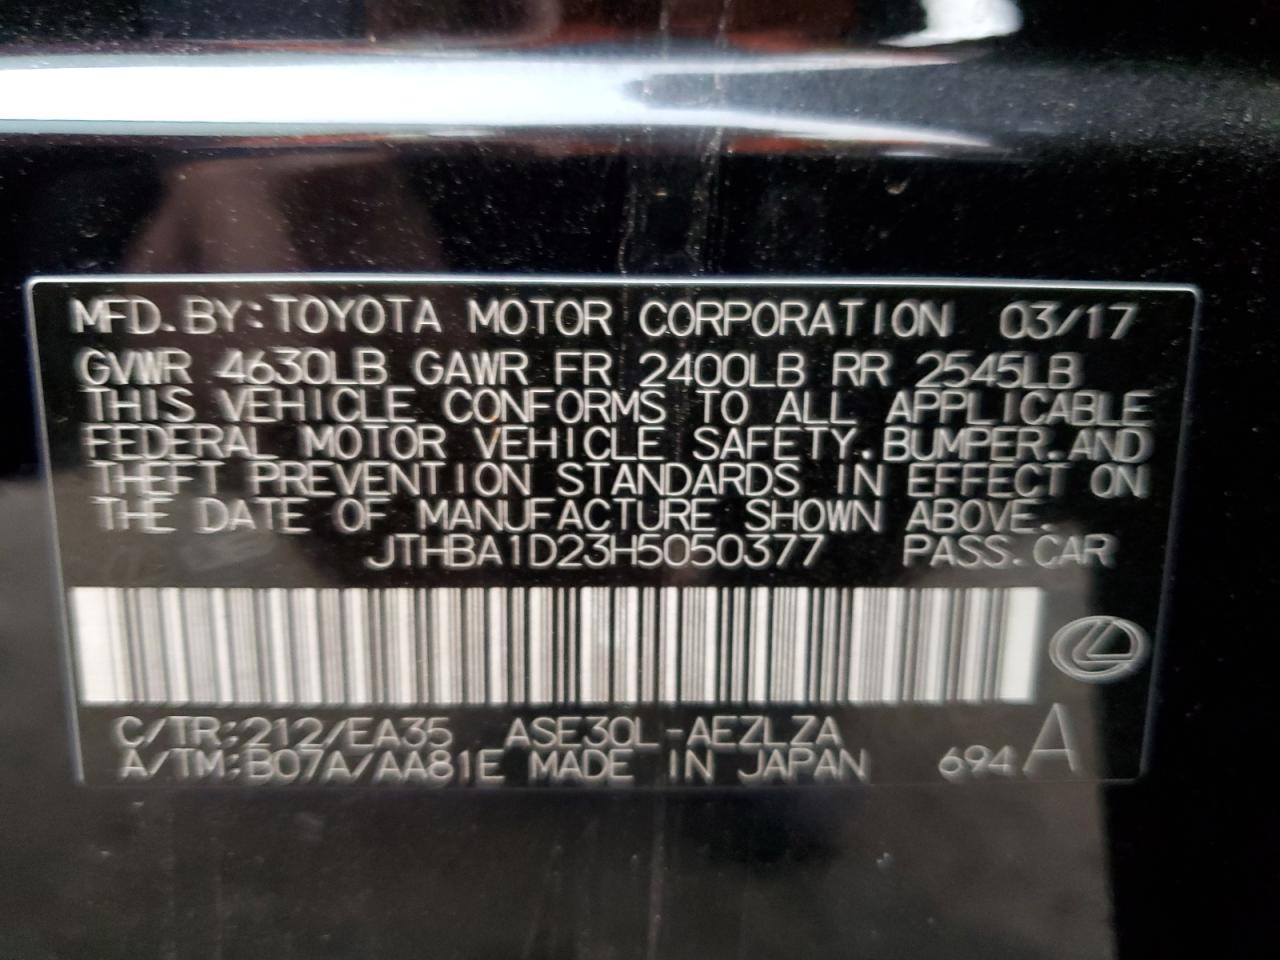 MFD. BY: TOYOTA MOTOR CORPORATION 03/17
GVWR 4630LB GAWR FR 2400LB RR 2545LB
THIS VEHICLE CONFORMS TO ALL APPLICABLE
FEDERAL MOTOR VEHICLE SAFETY. BUMPER. AND
THEFT PREVENTION STANDARDS IN EFFECT ON
THE DATE OF MANUFACTURE SHOWN ABOVE.
JTHBA1D23H5050377 PASS. CAR
C/TR: 212/EA35 ASE30L-AEZLZA
A/TM: B07A/AA81E MADE IN JAPAN 694 A